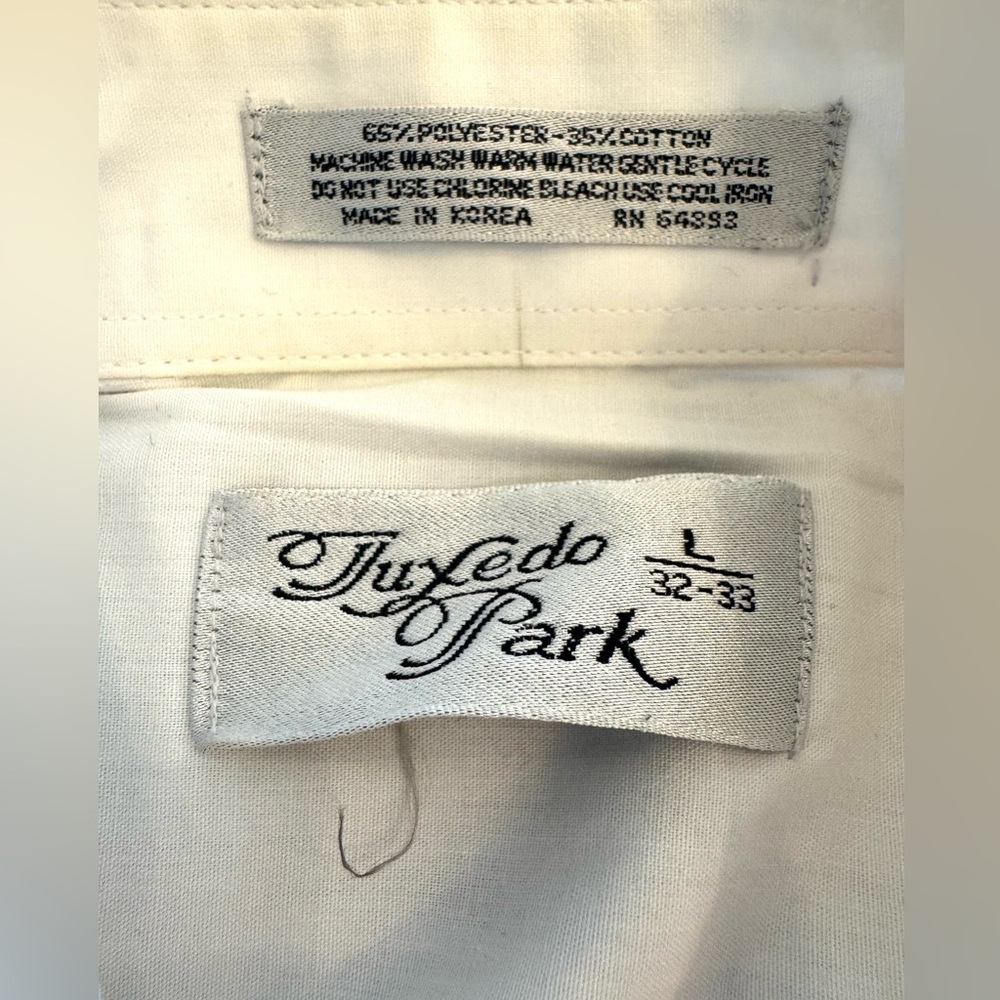 65% POLYESTER-35% COTTON
MACHINE WASH WARM WATER GENTLE CYCLE
DO NOT USE CHLORINE BLEACH USE COOL IRON
MADE IN KOREA RN 64393
Tuxedo
Park
L
32-33